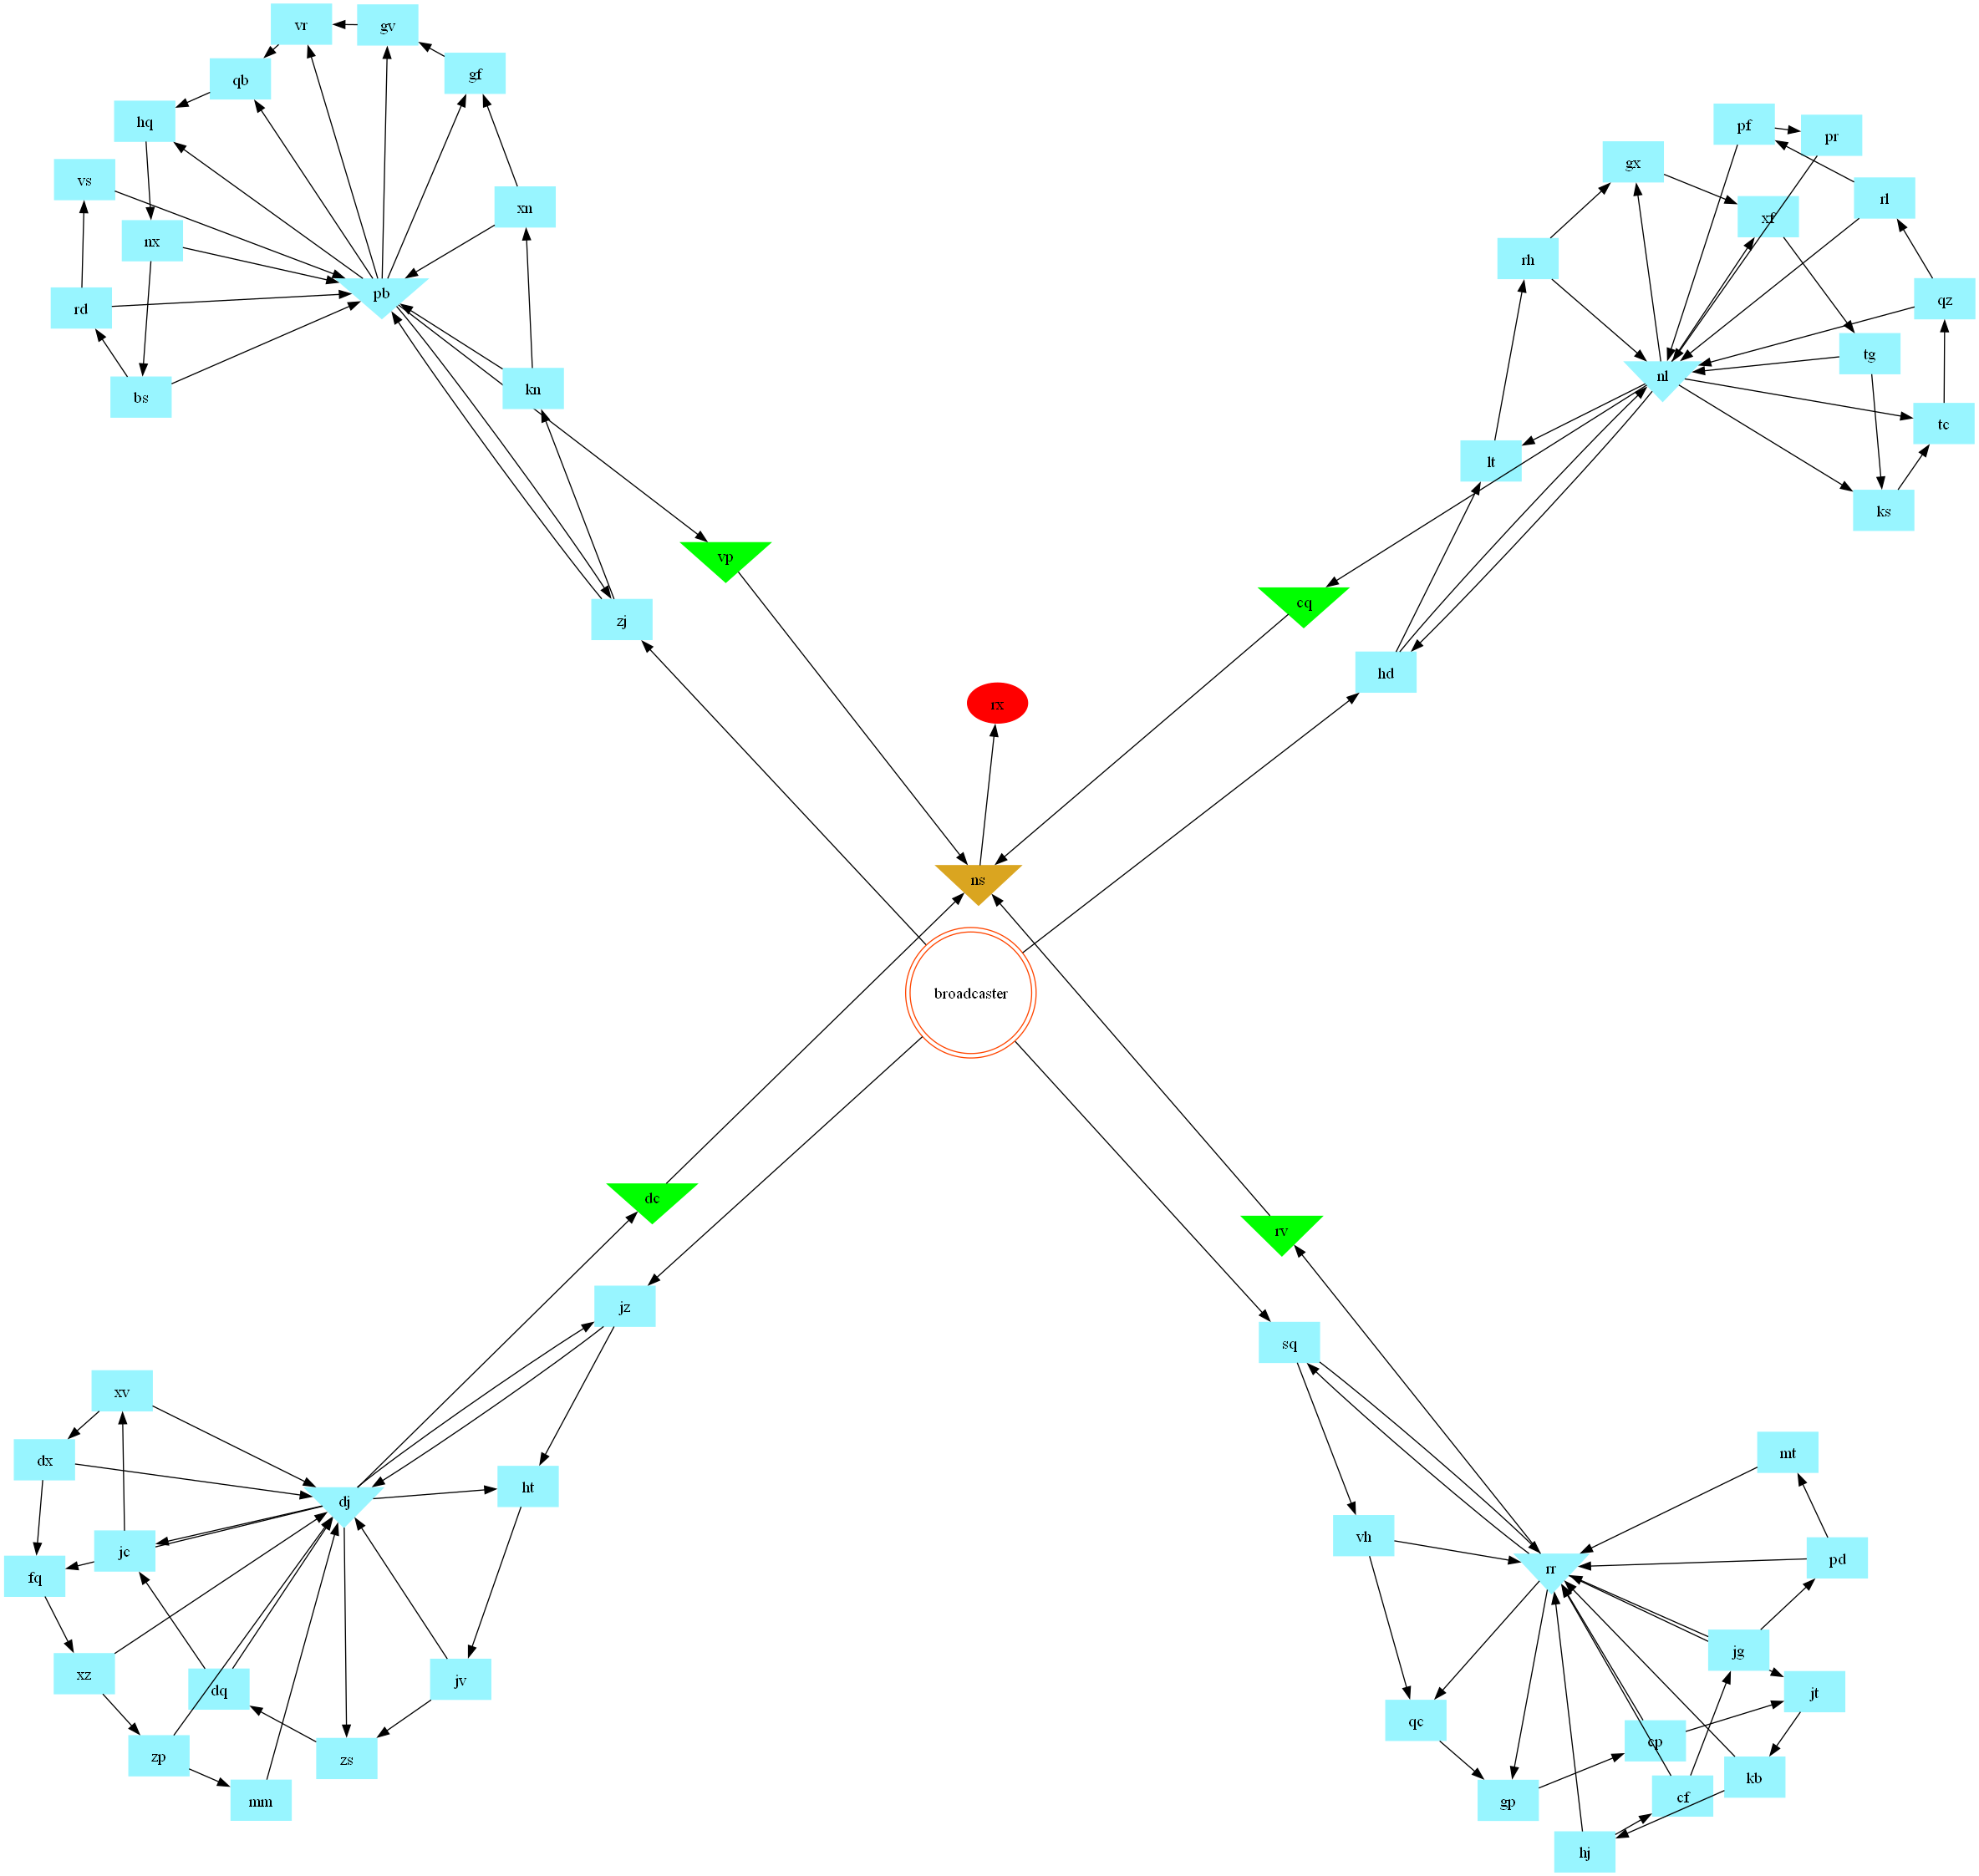 vr
gv
gf
qb
hq
pf
pr
gx
vs
rl
xn
xf
nx
rh
pb
qz
rd
tg
nl
kn
bs
tc
lt
ks
vp
cq
zj
hd
rx
ns
broadcaster
dc
rv
jz
sq
xv
mt
dx
ht
dj
vh
jc
pd
rr
fq
jg
xz
jv
dq
jt
qc
cp
zp
zs
kb
cf
mm
gp
hj